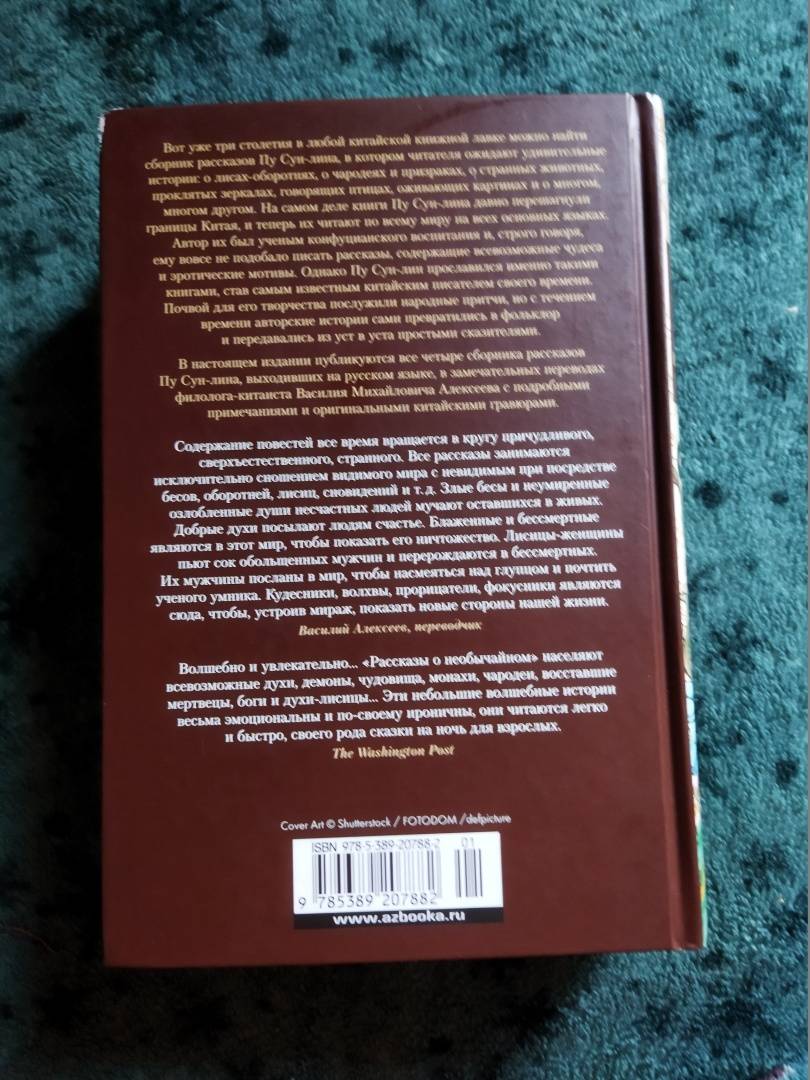 Вот уже три столетия в любой китайской книжной лавке можно найти
сборник рассказов Пу Сун-лина, в котором читателя ожидают удивительные
истории: о лисах-оборотнях, о чародеях и призраках, о странных животных,
проклятых зеркалах, говорящих птицах, оживающих картинах и о многом,
многом другом. На самом деле книги Пу Сун-лина давно перешагнули
границы Китая, и теперь их читают по всему миру на всех основных языках.
Автор их был ученым конфуцианского воспитания и, строго говоря,
ему вовсе не подобало писать рассказы, содержащие всевозможные чудеса
и эротические мотивы. Однако Пу Сун-лин прославился именно такими
книгами, став самым известным китайским писателем своего времени.
Почвой для его творчества послужили народные притчи, но с течением
времени авторские истории сами превратились в фольклор
и передавались из уст в уста простыми сказителями.
В настоящем издании публикуются все четыре сборника рассказов
Пу Сун-лина, выходивших на русском языке, в замечательных переводах
филолога-китаиста Василия Михайловича Алексеева с подробными
примечаниями и оригинальными китайскими гравюрами.
Содержание повестей все время вращается в кругу причудливого,
сверхъестественного, странного. Все рассказы занимаются
исключительно сношением видимого мира с невидимым при посредстве
бесов, оборотней, лисиц, сновидений и т. д. Злые бесы и неумиренные
озлобленные души несчастных людей мучают оставшихся в живых.
Добрые духи посылают людям счастье. Блаженные и бессмертные
являются в этот мир, чтобы показать его ничтожество. Лисицы-женщины
пьют сок обольщенных мужчин и перерождаются в бессмертных.
Их мужчины посланы в мир, чтобы насмеяться над глупцом и почтить
ученого умника. Кудесники, волхвы, прорицатели, фокусники являются
сюда, чтобы, устроив мираж, показать новые стороны нашей жизни.
Василий Алексеев, переводчик
Волшебно и увлекательно... «Рассказы о необычайном» населяют
всевозможные духи, демоны, чудовища, монахи, чародеи, восставшие
мертвецы, боги и духи-лисицы... Эти небольшие волшебные истории
весьма эмоциональны и по-своему ироничны, они читаются легко
и быстро, своего рода сказки на ночь для взрослых.
The Washington Post
Cover Art © Shutterstock / FOTODOM /defpicture
ISBN 978-5-389-20788-2 01
9 785389 207882
www.azbooka.ru